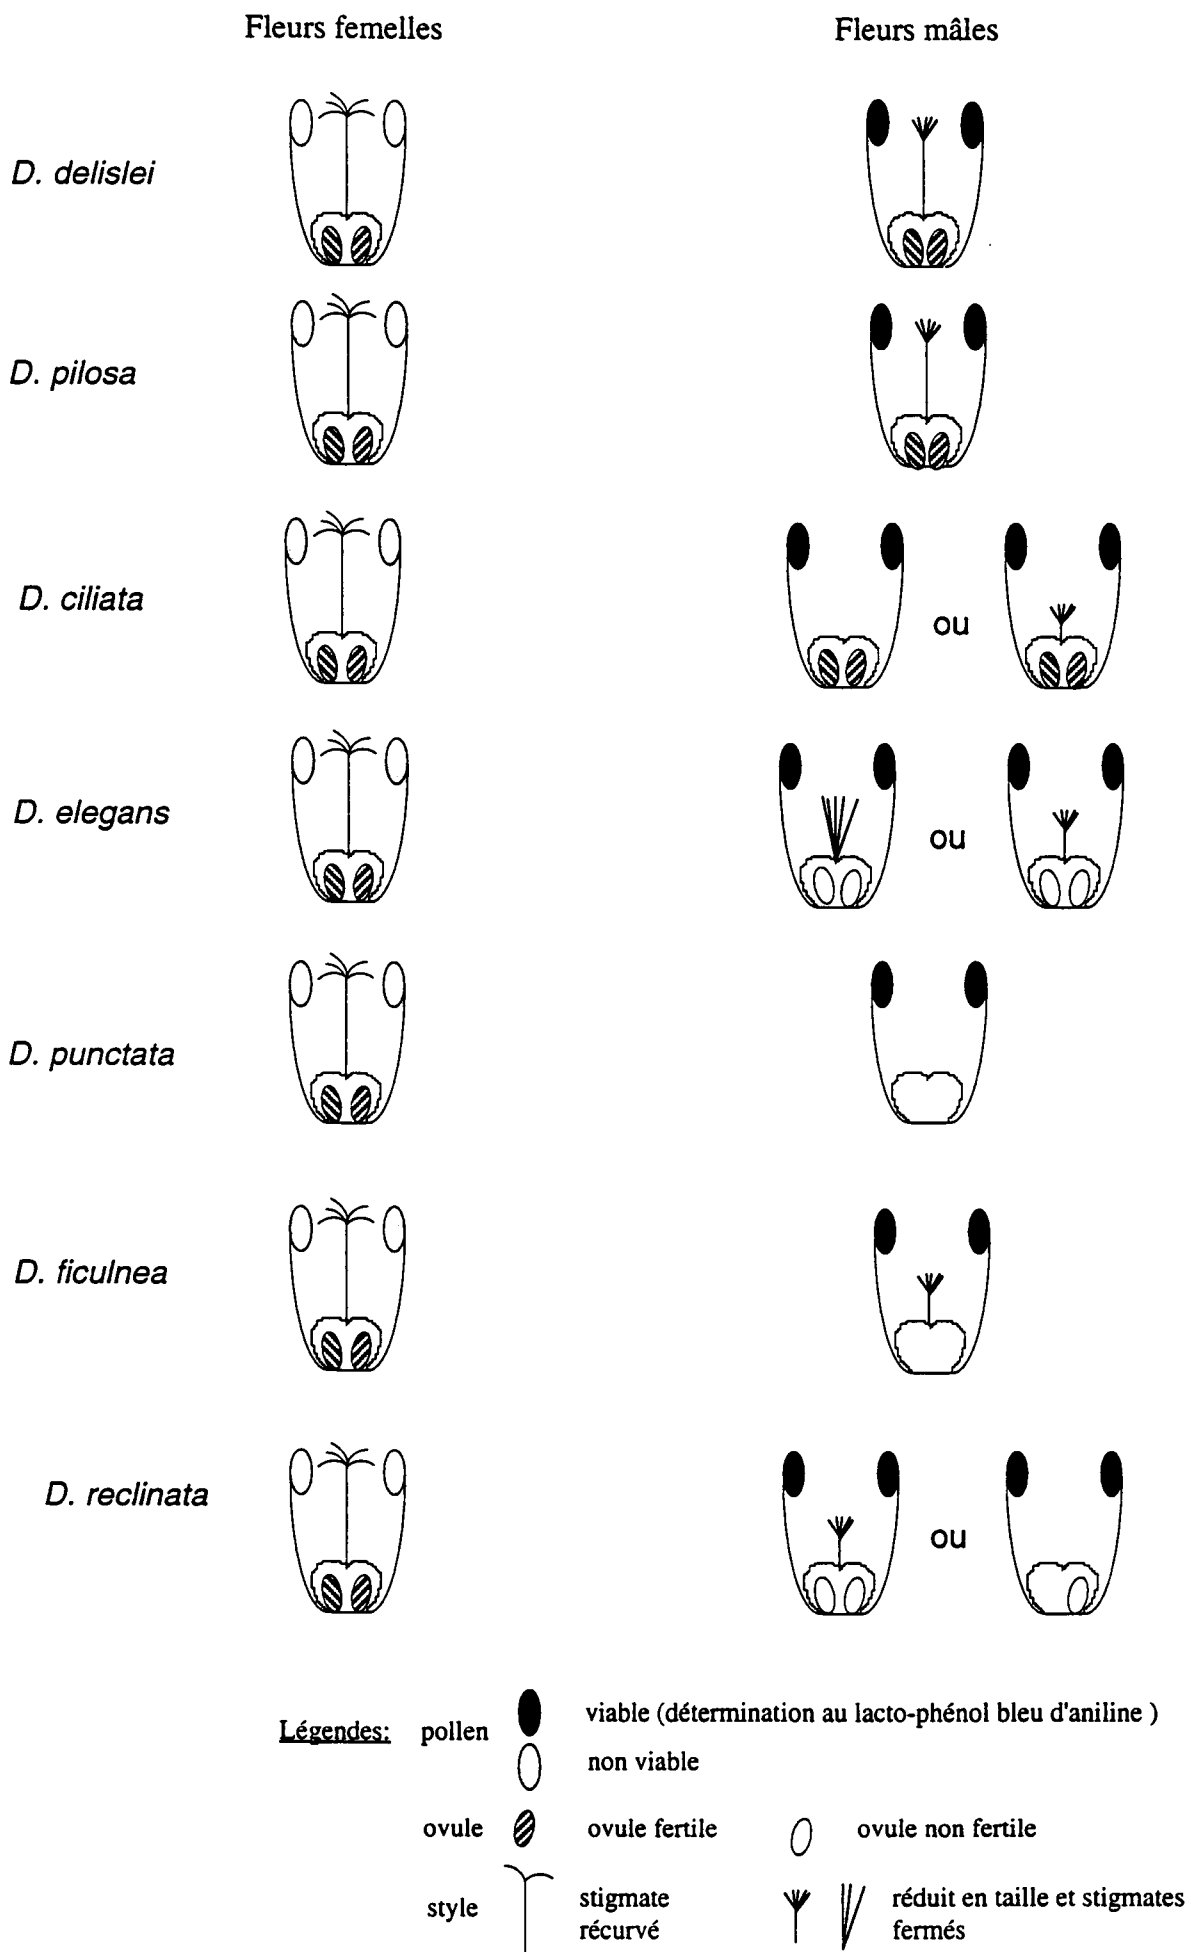 Fleurs femelles Fleurs mâles
D. delislei
D. pilosa
D. ciliata
ou
D. elegans
ou
D. punctata
D. ficulnea
D. reclinata
ou
Légendes: pollen viable (détermination au lacto-phénol bleu d'aniline )
non viable
ovule ovule fertile ovule non fertile
style stigmate réduit en taille et stigmates
récurvé fermés